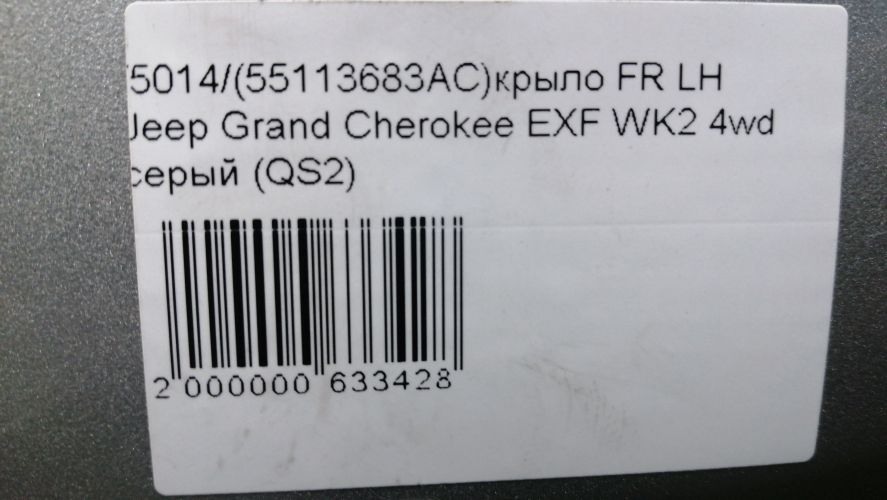 5014/(55113683AC)крыло FR LH
Jeep Grand Cherokee EXF WK2 4wd
серый (QS2)
2 000000 633428